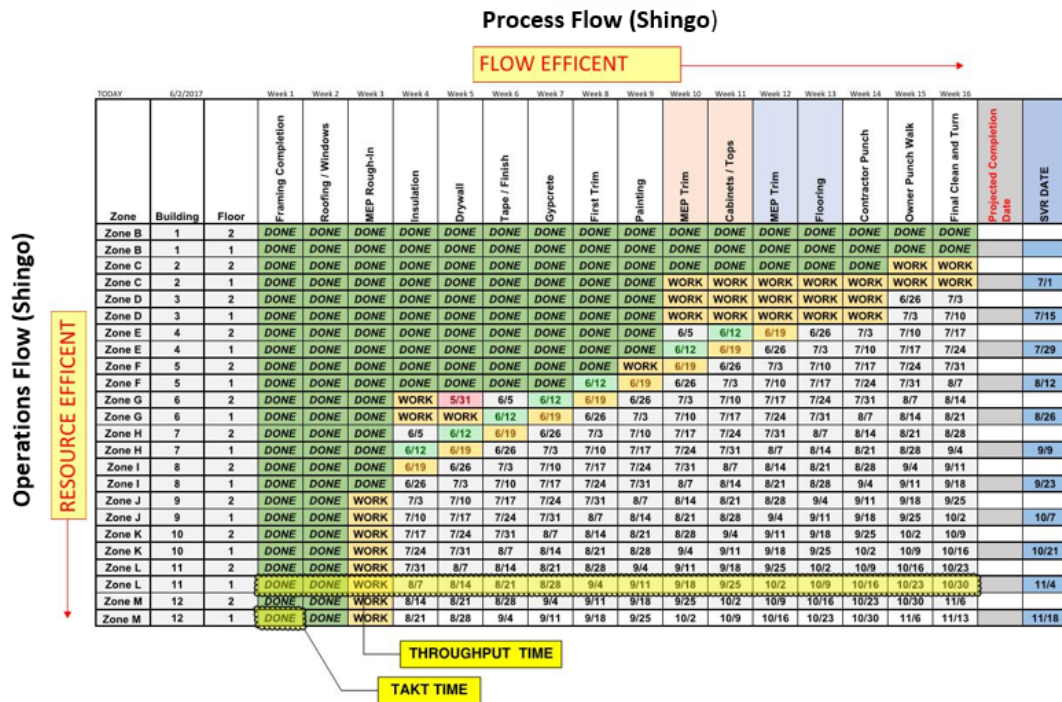 Process Flow (Shingo)
FLOW EFFICENT
Operations Flow (Shingo)
RESOURCE EFFICENT
TODAY 6/2/2017 Week 1 Week 2 Week 3 Week 4 Week 5 Week 6 Week 7 Week 8 Week 9 Week 10 Week 11 Week 12 Week 13 Week 14 Week 15 Week 16
Zone Building Floor Framing Completion Roofing / Windows MEP Rough-In Insulation Drywall Tape / Finish Gypcrete First Trim Painting MEP Trim Cabinets / Tops MEP Trim Flooring Contractor Punch Owner Punch Walk Final Clean and Turn Projected Completion Date SVR DATE
Zone B 1 2 DONE DONE DONE DONE DONE DONE DONE DONE DONE DONE DONE DONE DONE DONE DONE DONE
Zone B 1 1 DONE DONE DONE DONE DONE DONE DONE DONE DONE DONE DONE DONE DONE DONE DONE DONE
Zone C 2 2 DONE DONE DONE DONE DONE DONE DONE DONE DONE DONE DONE DONE DONE DONE WORK WORK
Zone C 2 1 DONE DONE DONE DONE DONE DONE DONE DONE DONE WORK WORK WORK WORK WORK WORK WORK 7/1
Zone D 3 2 DONE DONE DONE DONE DONE DONE DONE DONE DONE WORK WORK WORK WORK WORK 6/26 7/3
Zone D 3 1 DONE DONE DONE DONE DONE DONE DONE DONE DONE WORK WORK WORK WORK WORK 7/3 7/10 7/15
Zone E 4 2 DONE DONE DONE DONE DONE DONE DONE DONE DONE 6/5 6/12 6/19 6/26 7/3 7/10 7/17
Zone E 4 1 DONE DONE DONE DONE DONE DONE DONE DONE DONE 6/12 6/19 6/26 7/3 7/10 7/17 7/24 7/29
Zone F 5 2 DONE DONE DONE DONE DONE DONE DONE DONE WORK 6/19 6/26 7/3 7/10 7/17 7/24 7/31
Zone F 5 1 DONE DONE DONE DONE DONE DONE DONE 6/12 6/19 6/26 7/3 7/10 7/17 7/24 7/31 8/7 8/12
Zone G 6 2 DONE DONE DONE WORK 5/31 6/5 6/12 6/19 6/26 7/3 7/10 7/17 7/24 7/31 8/7 8/14
Zone G 6 1 DONE DONE DONE WORK WORK 6/12 6/19 6/26 7/3 7/10 7/17 7/24 7/31 8/7 8/14 8/21 8/26
Zone H 7 2 DONE DONE DONE 6/5 6/12 6/19 6/26 7/3 7/10 7/17 7/24 7/31 8/7 8/14 8/21 8/28
Zone H 7 1 DONE DONE DONE 6/12 6/19 6/26 7/3 7/10 7/17 7/24 7/31 8/7 8/14 8/21 8/28 9/4 9/9
Zone I 8 2 DONE DONE DONE 6/19 6/26 7/3 7/10 7/17 7/24 7/31 8/7 8/14 8/21 8/28 9/4 9/11
Zone I 8 1 DONE DONE DONE 6/26 7/3 7/10 7/17 7/24 7/31 8/7 8/14 8/21 8/28 9/4 9/11 9/18 9/23
Zone J 9 2 DONE DONE WORK 7/3 7/10 7/17 7/24 7/31 8/7 8/14 8/21 8/28 9/4 9/11 9/18 9/25
Zone J 9 1 DONE DONE WORK 7/10 7/17 7/24 7/31 8/7 8/14 8/21 8/28 9/4 9/11 9/18 9/25 10/2 10/7
Zone K 10 2 DONE DONE WORK 7/17 7/24 7/31 8/7 8/14 8/21 8/28 9/4 9/11 9/18 9/25 10/2 10/9
Zone K 10 1 DONE DONE WORK 7/24 7/31 8/7 8/14 8/21 8/28 9/4 9/11 9/18 9/25 10/2 10/9 10/16 10/21
Zone L 11 2 DONE DONE WORK 7/31 8/7 8/14 8/21 8/28 9/4 9/11 9/18 9/25 10/2 10/9 10/16 10/23
Zone L 11 1 DONE DONE WORK 8/7 8/14 8/21 8/28 9/4 9/11 9/18 9/25 10/2 10/9 10/16 10/23 10/30 11/4
Zone M 12 2 DONE DONE WORK 8/14 8/21 8/28 9/4 9/11 9/18 9/25 10/2 10/9 10/16 10/23 10/30 11/6
Zone M 12 1 DONE DONE WORK 8/21 8/28 9/4 9/11 9/18 9/25 10/2 10/9 10/16 10/23 10/30 11/6 11/13 11/18
THROUGHPUT TIME
TAKT TIME